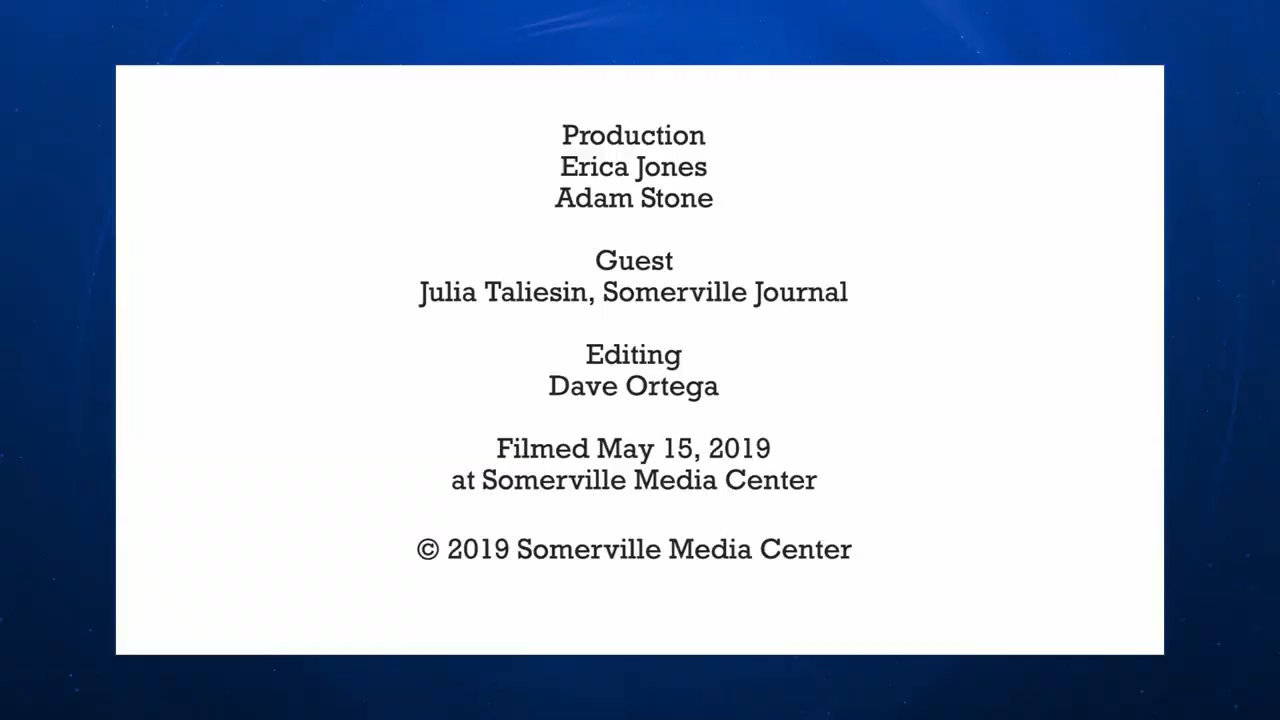 Production
Erica Jones
Adam Stone
Guest
Julia Taliesin, Somerville Journal
Editing
Dave Ortega
Filmed May 15, 2019
at Somerville Media Center
© 2019 Somerville Media Center